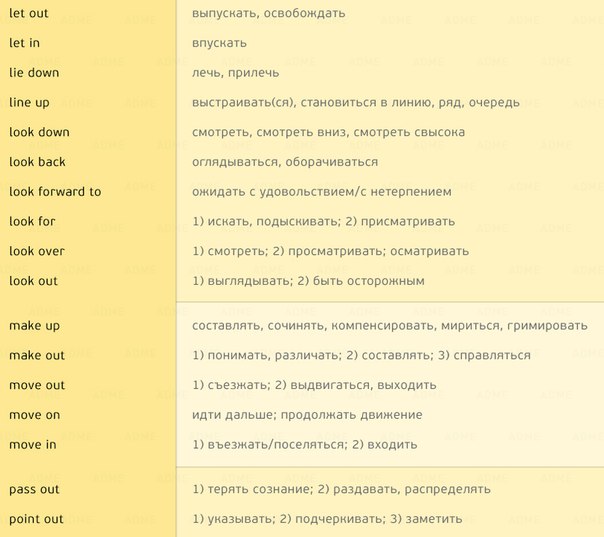 let out выпускать, освобождать
let in впускать
lie down лечь, прилечь
line up выстраивать(ся), становиться в линию, ряд, очередь
look down смотреть, смотреть вниз, смотреть свысока
look back оглядываться, оборачиваться
look forward to ожидать с удовольствием/с нетерпением
look for 1) искать, подыскивать; 2) присматривать
look over 1) смотреть; 2) просматривать; осматривать
look out 1) выглядывать; 2) быть осторожным
make up составлять, сочинять, компенсировать, мириться, гримировать
make out 1) понимать, различать; 2) составлять; 3) справляться
move out 1) съезжать; 2) выдвигаться, выходить
move on идти дальше; продолжать движение
move in 1) въезжать/поселяться; 2) входить
pass out 1) терять сознание; 2) раздавать, распределять
point out 1) указывать; 2) подчеркивать; 3) заметить